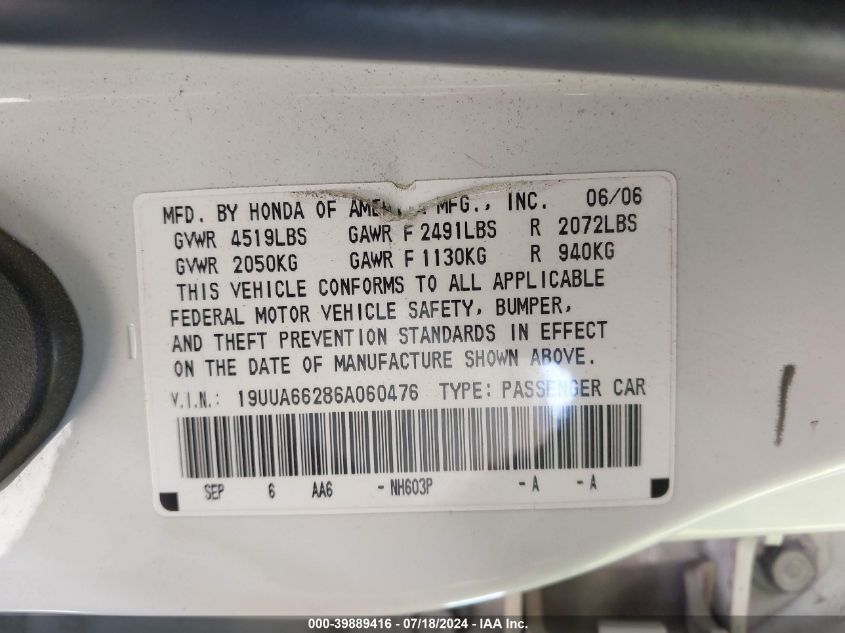 MFD. BY HONDA OF AMERICA MFG., INC. 06/06
GVWR 4519LBS GAWR F 2491LBS R 2072LBS
GVWR 2050KG GAWR F 1130KG R 940KG
THIS VEHICLE CONFORMS TO ALL APPLICABLE
FEDERAL MOTOR VEHICLE SAFETY, BUMPER,
AND THEFT PREVENTION STANDARDS IN EFFECT
ON THE DATE OF MANUFACTURE SHOWN ABOVE.
V.I.N.: 19UUA66286A060476 TYPE: PASSENGER CAR
SEP 6 AA6 -NH603P -A -A
000-39889416 - 07/18/2024 - IAA Inc.